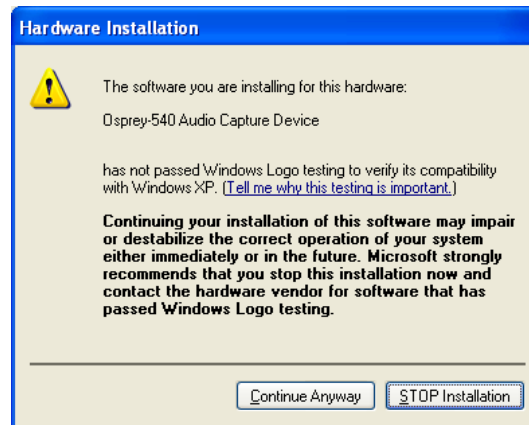 Hardware Installation
The software you are installing for this hardware:
Osprey-540 Audio Capture Device
has not passed Windows Logo testing to verify its compatibility
with Windows XP. (Tell me why this testing is important.)
Continuing your installation of this software may impair
or destabilize the correct operation of your system
either immediately or in the future. Microsoft strongly
recommends that you stop this installation now and
contact the hardware vendor for software that has
passed Windows Logo testing.
Continue Anyway
STOP Installation